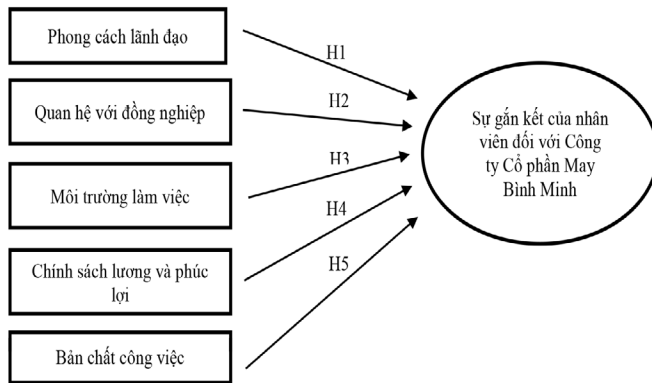 Phong cách lãnh đạo
H1
Quan hệ với đồng nghiệp
H2
Môi trường làm việc
H3
Chính sách lương và phúc
lợi
H4
Bản chất công việc
H5
Sự gắn kết của nhân
viên đối với Công
ty Cổ phần May
Bình Minh